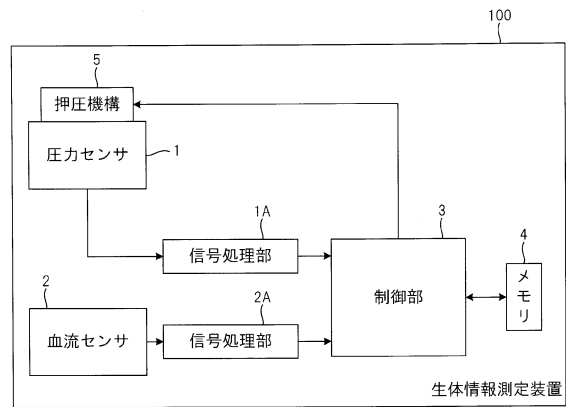 100
5
押圧機構
圧力センサ
1
1A
信号処理部
3
制御部
4
メモリ
2
血流センサ
2A
信号処理部
生体情報測定装置